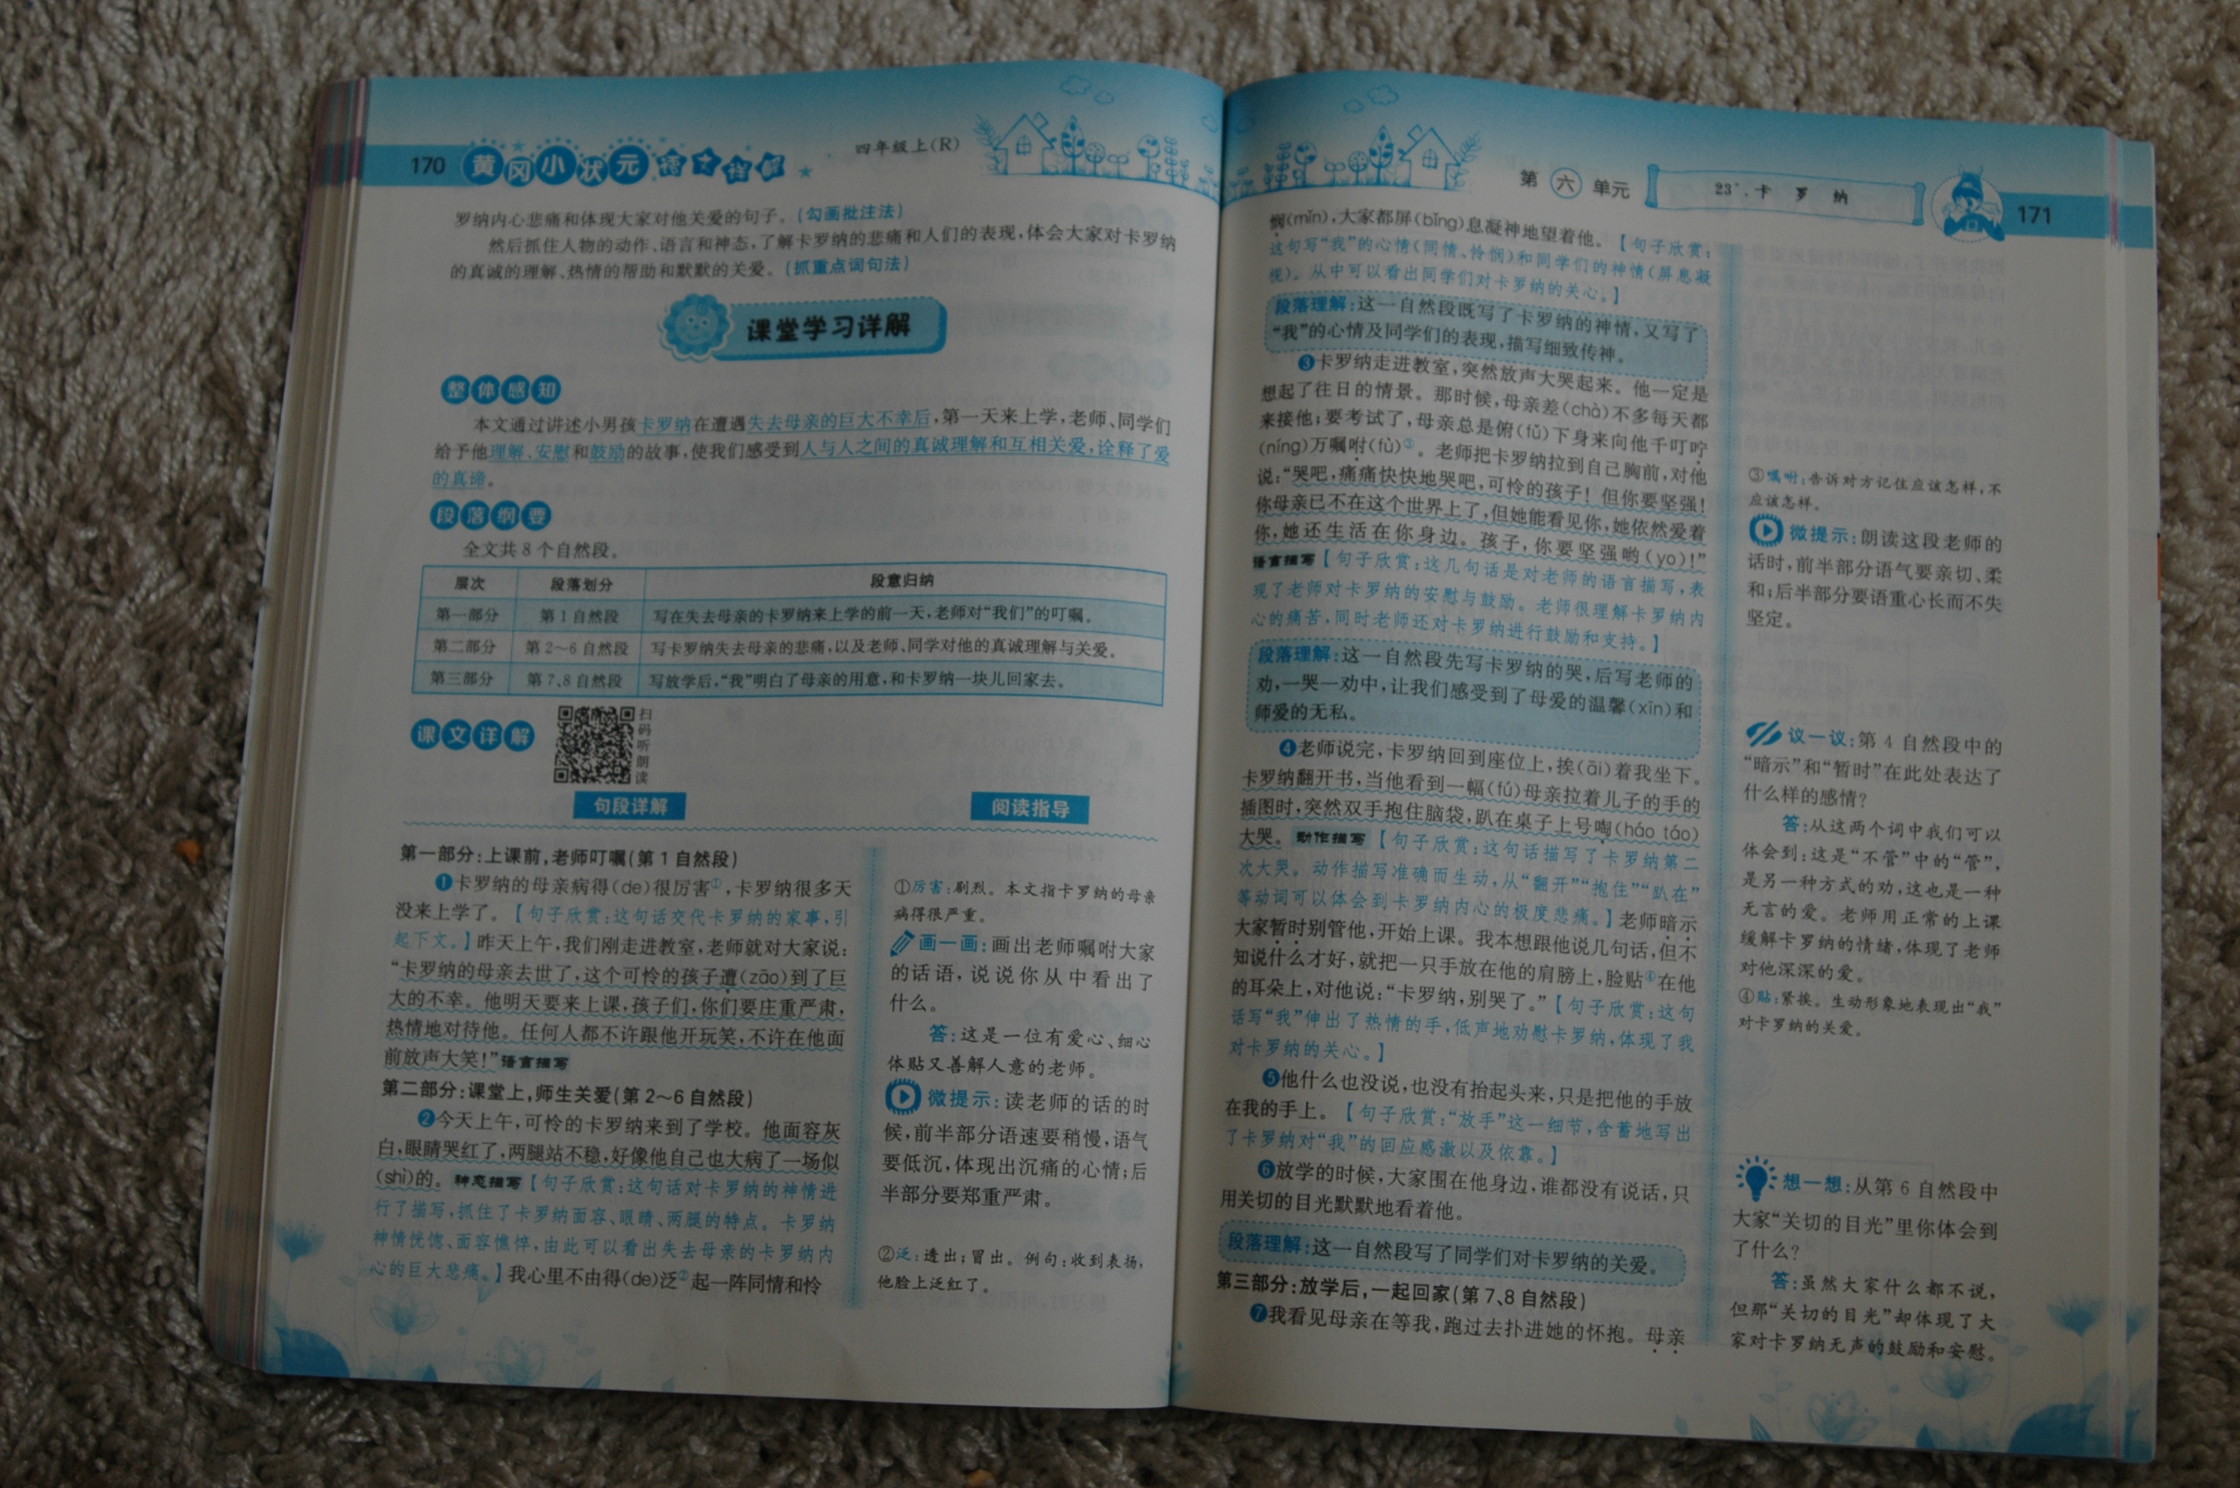 170 黄冈小状元 密卡详解 四年级上(R)
罗纳内心悲痛和体现大家对他关爱的句子。(勾画批注法)
然后抓住人物的动作、语言和神态,了解卡罗纳的悲痛和人们的表现,体会大家对卡罗纳
的真诚的理解、热情的帮助和默默的关爱。(抓重点词句法)
课堂学习详解
整体感知
本文通过讲述小男孩卡罗纳在遭遇失去母亲的巨大不幸后,第一天来上学,老师、同学们
给予他理解、安慰和鼓励的故事,使我们感受到人与人之间的真诚理解和互相关爱,诠释了爱
的真谛
段落纲要
全文共8个自然段。
层次 段落划分 段意归纳
第一部分 第1自然段 写在失去母亲的卡罗纳来上学的前一天,老师对“我们”的叮嘱。
第二部分 第2~6自然段 写卡罗纳失去母亲的悲痛,以及老师、同学对他的真诚理解与关爱。
第三部分 第7、8自然段 写放学后,“我”明白了母亲的用意,和卡罗纳一块儿回家去。
课文详解
扫码听朗读
句段详解
第一部分:上课前,老师叮嘱(第1自然段)
❶卡罗纳的母亲病得(de)很厉害①,卡罗纳很多天
没来上学了。【句子欣赏:这句话交代卡罗纳的家事,引
起下文。】昨天上午,我们刚走进教室,老师就对大家说:
“卡罗纳的母亲去世了,这个可怜的孩子遭(zāo)到了巨
大的不幸。他明天要来上课,孩子们,你们要庄重严肃,
热情地对待他。任何人都不许跟他开玩笑,不许在他面
前放声大笑!”语言描写
第二部分:课堂上,师生关爱(第2~6自然段)
❷今天上午,可怜的卡罗纳来到了学校。他面容灰
白,眼睛哭红了,两腿站不稳,好像他自己也大病了一场似
(shì)的。神态描写【句子欣赏:这句话对卡罗纳的神情进
行了描写,抓住了卡罗纳面容、眼睛、两腿的特点。卡罗纳
神情恍惚、面容憔悴,由此可以看出失去母亲的卡罗纳内
心的巨大悲痛。】我心里不由得(de)泛②起一阵同情和怜
阅读指导
①厉害:剧烈。本文指卡罗纳的母亲
病得很严重。
画一画:画出老师嘱咐大家
的话语,说说你从中看出了
什么。
答:这是一位有爱心、细心
体贴又善解人意的老师。
微提示:读老师的话的时
候,前半部分语速要稍慢,语气
要低沉,体现出沉痛的心情;后
半部分要郑重严肃。
②泛:透出;冒出。例句:收到表扬,
他脸上泛红了。
第六单元 23*.卡罗纳 171
悯(mǐn),大家都屏(bǐng)息凝神地望着他。【句子欣赏:
这句写“我”的心情(同情、怜悯)和同学们的神情(屏息凝
视)。从中可以看出同学们对卡罗纳的关心。】
段落理解:这一自然段既写了卡罗纳的神情,又写了
“我”的心情及同学们的表现,描写细致传神。
❸卡罗纳走进教室,突然放声大哭起来。他一定是
想起了往日的情景。那时候,母亲差(chà)不多每天都
来接他;要考试了,母亲总是俯(fǔ)下身来向他千叮咛
(níng)万嘱咐(fù)③。老师把卡罗纳拉到自己胸前,对他
说:“哭吧,痛痛快快地哭吧,可怜的孩子!但你要坚强!
你母亲已不在这个世界上了,但她能看见你,她依然爱着
你,她还生活在你身边。孩子,你要坚强哟(yo)!”
语言描写【句子欣赏:这几句话是对老师的语言描写,表
现了老师对卡罗纳的安慰与鼓励。老师很理解卡罗纳内
心的痛苦,同时老师还对卡罗纳进行鼓励和支持。】
段落理解:这一自然段先写卡罗纳的哭,后写老师的
劝,一哭一劝中,让我们感受到了母爱的温馨(xīn)和
师爱的无私。
❹老师说完,卡罗纳回到座位上,挨(āi)着我坐下。
卡罗纳翻开书,当他看到一幅(fú)母亲拉着儿子的手的
插图时,突然双手抱住脑袋,趴在桌子上号啕(háo táo)
大哭。动作描写【句子欣赏:这句话描写了卡罗纳第二
次大哭。动作描写准确而生动,从“翻开”“抱住”“趴在”
等动词可以体会到卡罗纳内心的极度悲痛。】老师暗示
大家暂时别管他,开始上课。我本想跟他说几句话,但不
知说什么才好,就把一只手放在他的肩膀上,脸贴④在他
的耳朵上,对他说:“卡罗纳,别哭了。”【句子欣赏:这句
话写“我”伸出了热情的手,低声地劝慰卡罗纳,体现了我
对卡罗纳的关心。】
❺他什么也没说,也没有抬起头来,只是把他的手放
在我的手上。【句子欣赏:“放手”这一细节,含蓄地写出
了卡罗纳对“我”的回应感激以及依靠。】
❻放学的时候,大家围在他身边,谁都没有说话,只
用关切的目光默默地看着他。
段落理解:这一自然段写了同学们对卡罗纳的关爱。
第三部分:放学后,一起回家(第7、8自然段)
❼我看见母亲在等我,跑过去扑进她的怀抱。母亲
③嘱咐:告诉对方记住应该怎样,不
应该怎样。
微提示:朗读这段老师的
话时,前半部分语气要亲切、柔
和;后半部分要语重心长而不失
坚定。
议一议:第4自然段中的
“暗示”和“暂时”在此处表达了
什么样的感情?
答:从这两个词中我们可以
体会到:这是“不管”中的“管”,
是另一种方式的劝,这也是一种
无言的爱。老师用正常的上课
缓解卡罗纳的情绪,体现了老师
对他深深的爱。
④贴:紧挨。生动形象地表现出“我”
对卡罗纳的关爱。
想一想:从第6自然段中
大家“关切的目光”里你体会到
了什么?
答:虽然大家什么都不说,
但那“关切的目光”却体现了大
家对卡罗纳无声的鼓励和安慰。